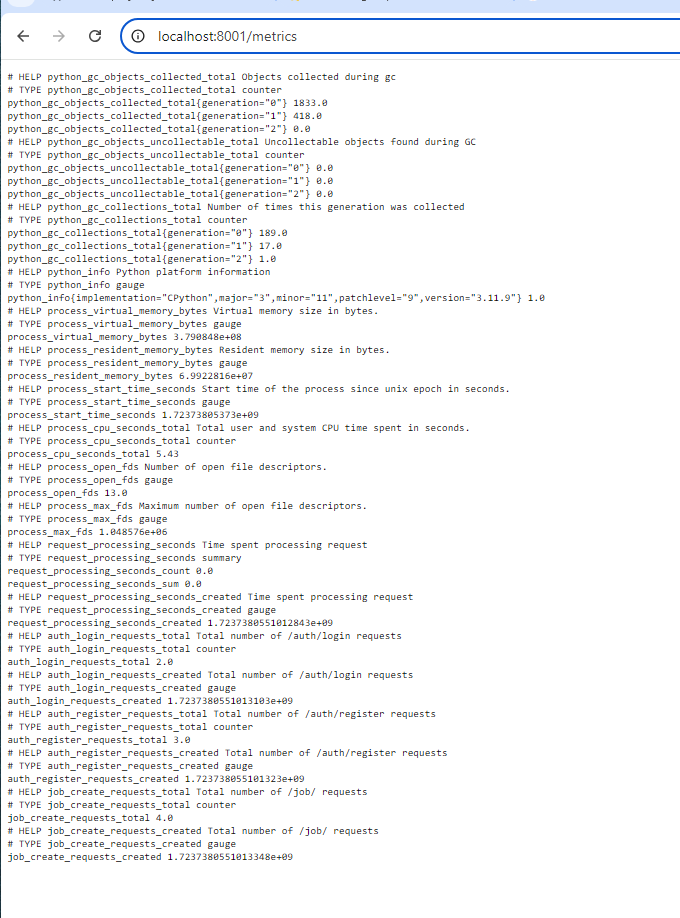 localhost:8001/metrics
# HELP python_gc_objects_collected_total Objects collected during gc
# TYPE python_gc_objects_collected_total counter
python_gc_objects_collected_total{generation="0"} 1833.0
python_gc_objects_collected_total{generation="1"} 418.0
python_gc_objects_collected_total{generation="2"} 0.0
# HELP python_gc_objects_uncollectable_total Uncollectable objects found during GC
# TYPE python_gc_objects_uncollectable_total counter
python_gc_objects_uncollectable_total{generation="0"} 0.0
python_gc_objects_uncollectable_total{generation="1"} 0.0
python_gc_objects_uncollectable_total{generation="2"} 0.0
# HELP python_gc_collections_total Number of times this generation was collected
# TYPE python_gc_collections_total counter
python_gc_collections_total{generation="0"} 189.0
python_gc_collections_total{generation="1"} 17.0
python_gc_collections_total{generation="2"} 1.0
# HELP python_info Python platform information
# TYPE python_info gauge
python_info{implementation="CPython",major="3",minor="11",patchlevel="9",version="3.11.9"} 1.0
# HELP process_virtual_memory_bytes Virtual memory size in bytes.
# TYPE process_virtual_memory_bytes gauge
process_virtual_memory_bytes 3.790848e+08
# HELP process_resident_memory_bytes Resident memory size in bytes.
# TYPE process_resident_memory_bytes gauge
process_resident_memory_bytes 6.9922816e+07
# HELP process_start_time_seconds Start time of the process since unix epoch in seconds.
# TYPE process_start_time_seconds gauge
process_start_time_seconds 1.72373805373e+09
# HELP process_cpu_seconds_total Total user and system CPU time spent in seconds.
# TYPE process_cpu_seconds_total counter
process_cpu_seconds_total 5.43
# HELP process_open_fds Number of open file descriptors.
# TYPE process_open_fds gauge
process_open_fds 13.0
# HELP process_max_fds Maximum number of open file descriptors.
# TYPE process_max_fds gauge
process_max_fds 1.048576e+06
# HELP request_processing_seconds Time spent processing request
# TYPE request_processing_seconds summary
request_processing_seconds_count 0.0
request_processing_seconds_sum 0.0
# HELP request_processing_seconds_created Time spent processing request
# TYPE request_processing_seconds_created gauge
request_processing_seconds_created 1.7237380551012843e+09
# HELP auth_login_requests_total Total number of /auth/login requests
# TYPE auth_login_requests_total counter
auth_login_requests_total 2.0
# HELP auth_login_requests_created Total number of /auth/login requests
# TYPE auth_login_requests_created gauge
auth_login_requests_created 1.7237380551013103e+09
# HELP auth_register_requests_total Total number of /auth/register requests
# TYPE auth_register_requests_total counter
auth_register_requests_total 3.0
# HELP auth_register_requests_created Total number of /auth/register requests
# TYPE auth_register_requests_created gauge
auth_register_requests_created 1.723738055101323e+09
# HELP job_create_requests_total Total number of /job/ requests
# TYPE job_create_requests_total counter
job_create_requests_total 4.0
# HELP job_create_requests_created Total number of /job/ requests
# TYPE job_create_requests_created gauge
job_create_requests_created 1.7237380551013348e+09